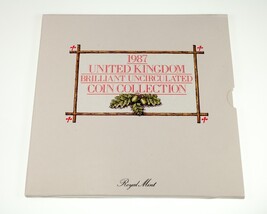 1987
UNITED KINGDOM
BRILLIANT UNCIRCULATED
COIN COLLECTION
Royal Mint